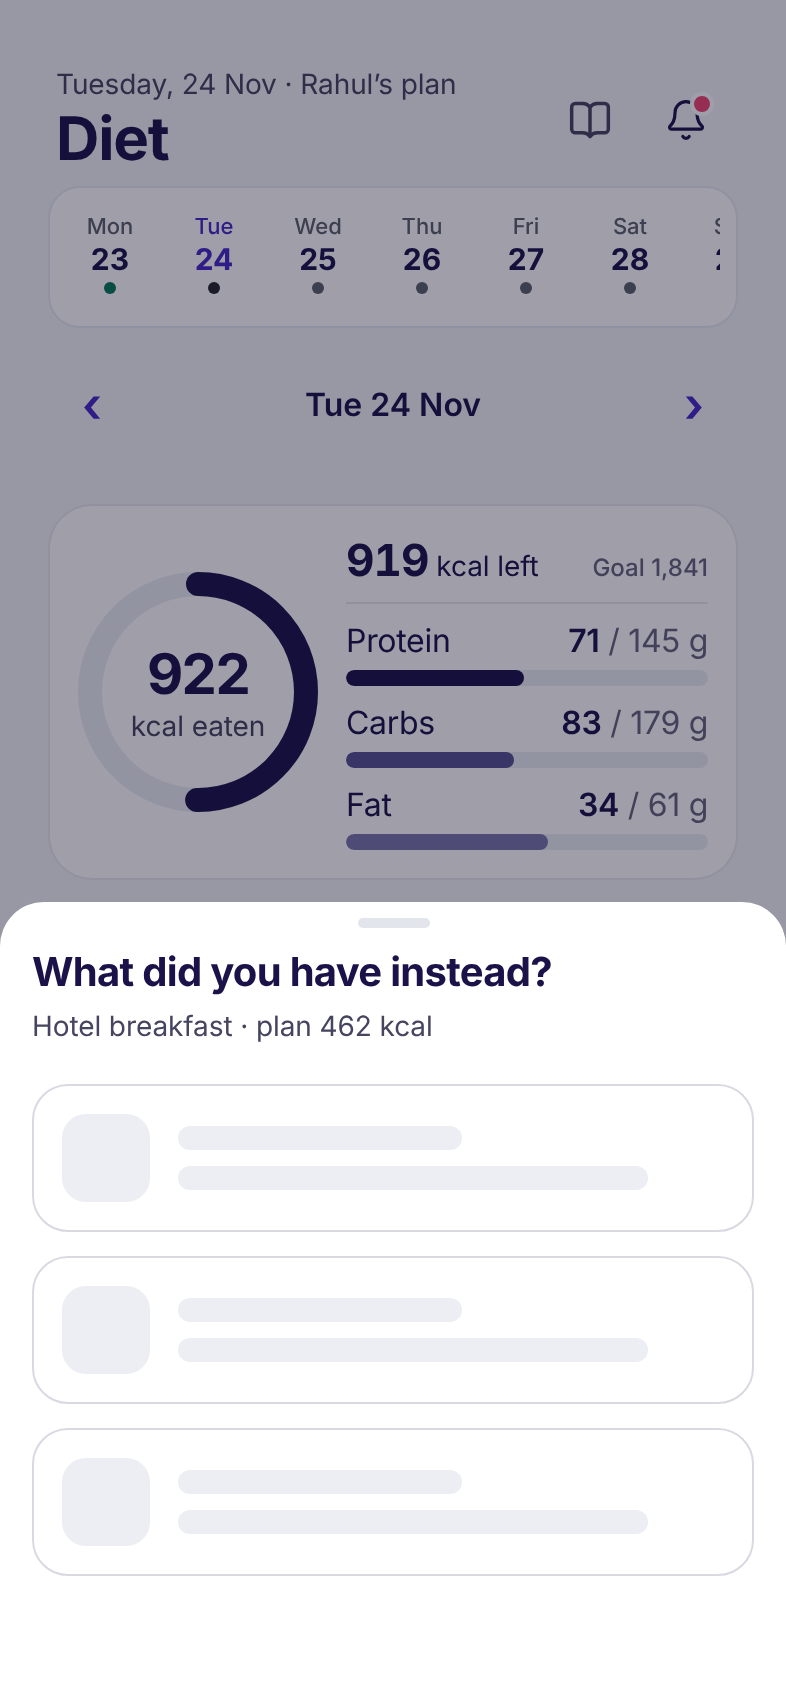 Tuesday, 24 Nov · Rahul’s plan
Diet
Mon Tue Wed Thu Fri Sat
23 24 25 26 27 28
‹ Tue 24 Nov ›
919 kcal left Goal 1,841
922
kcal eaten
Protein 71 / 145 g
Carbs 83 / 179 g
Fat 34 / 61 g
What did you have instead?
Hotel breakfast · plan 462 kcal